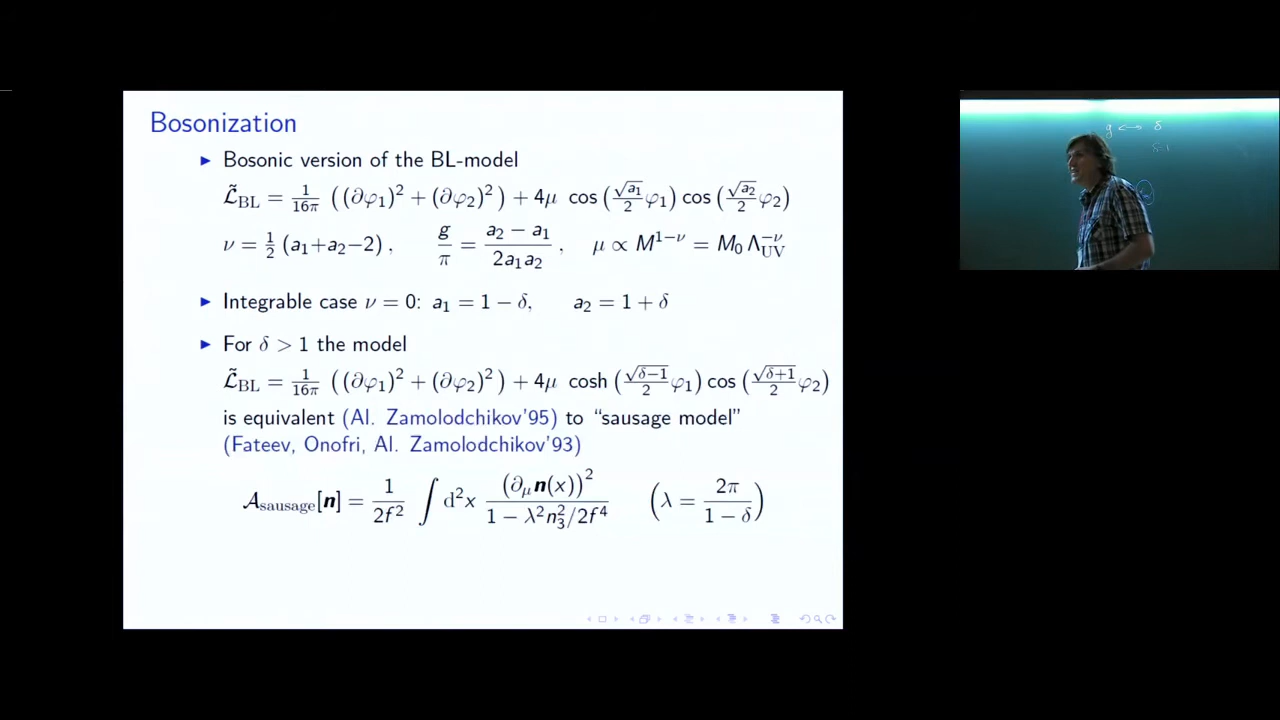 Bosonization
▶ Bosonic version of the BL-model
ℒ̃_BL = 1/16π ((∂φ₁)² + (∂φ₂)²) + 4μ cos(√a₁/2 φ₁) cos(√a₂/2 φ₂)
ν = ½ (a₁+a₂−2) , g/π = (a₂ − a₁)/(2a₁a₂) , μ ∝ M^{1−ν} = M₀ Λ_UV^{−ν}
▶ Integrable case ν = 0: a₁ = 1 − δ, a₂ = 1 + δ
▶ For δ > 1 the model
ℒ̃_BL = 1/16π ((∂φ₁)² + (∂φ₂)²) + 4μ cosh(√(δ−1)/2 φ₁) cos(√(δ+1)/2 φ₂)
is equivalent (Al. Zamolodchikov'95) to “sausage model”
(Fateev, Onofri, Al. Zamolodchikov'93)
𝒜_sausage[n] = 1/(2f²) ∫ d²x (∂_μ n(x))² / (1 − λ²n₃²/2f⁴) (λ = 2π/(1 − δ))
g ↔ δ